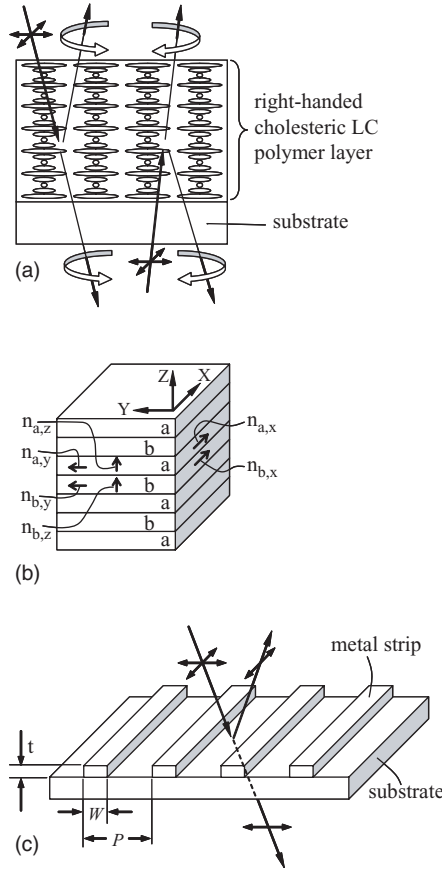 right-handed
cholesteric LC
polymer layer
substrate
(a)
Z
X
Y
n_{a,z}
n_{a,y}
n_{b,y}
n_{b,z}
a
b
a
b
a
b
a
n_{a,x}
n_{b,x}
(b)
metal strip
t
substrate
W
P
(c)